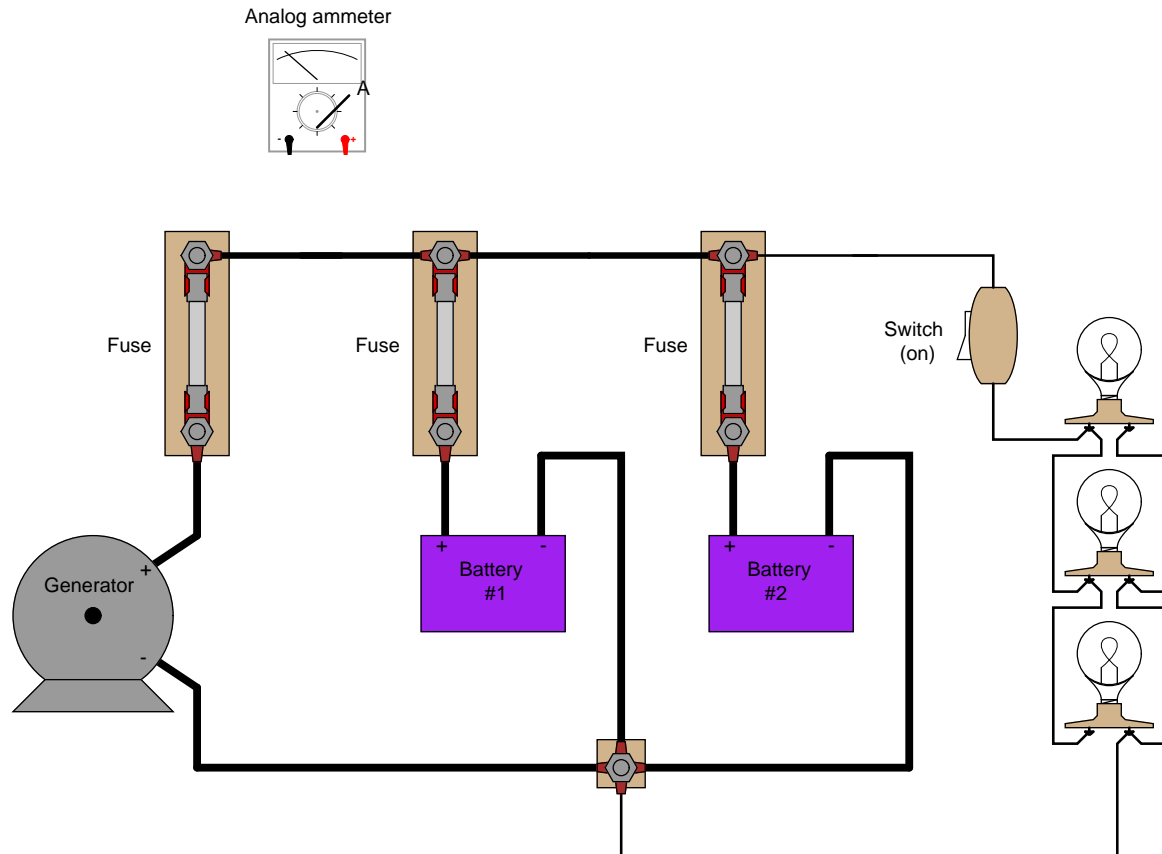 Analog ammeter
A
- +
Fuse
Fuse
Fuse
Switch
(on)
+
Generator
-
+ -
Battery
#1
+ -
Battery
#2